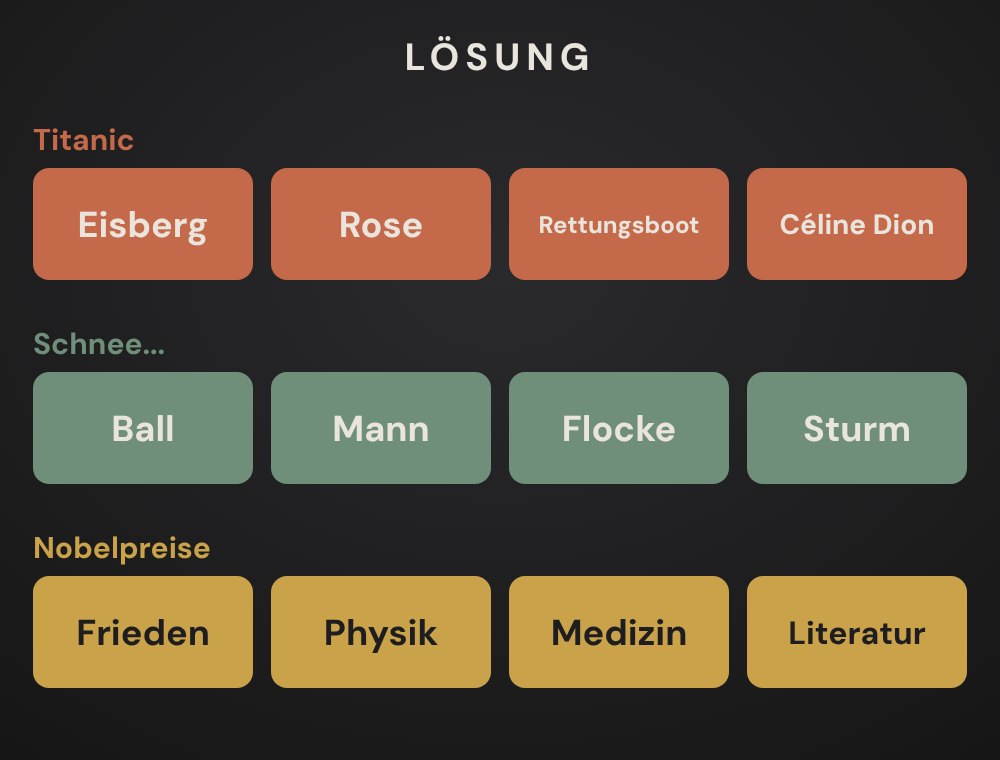 LÖSUNG
Titanic
Eisberg Rose Rettungsboot Céline Dion
Schnee...
Ball Mann Flocke Sturm
Nobelpreise
Frieden Physik Medizin Literatur